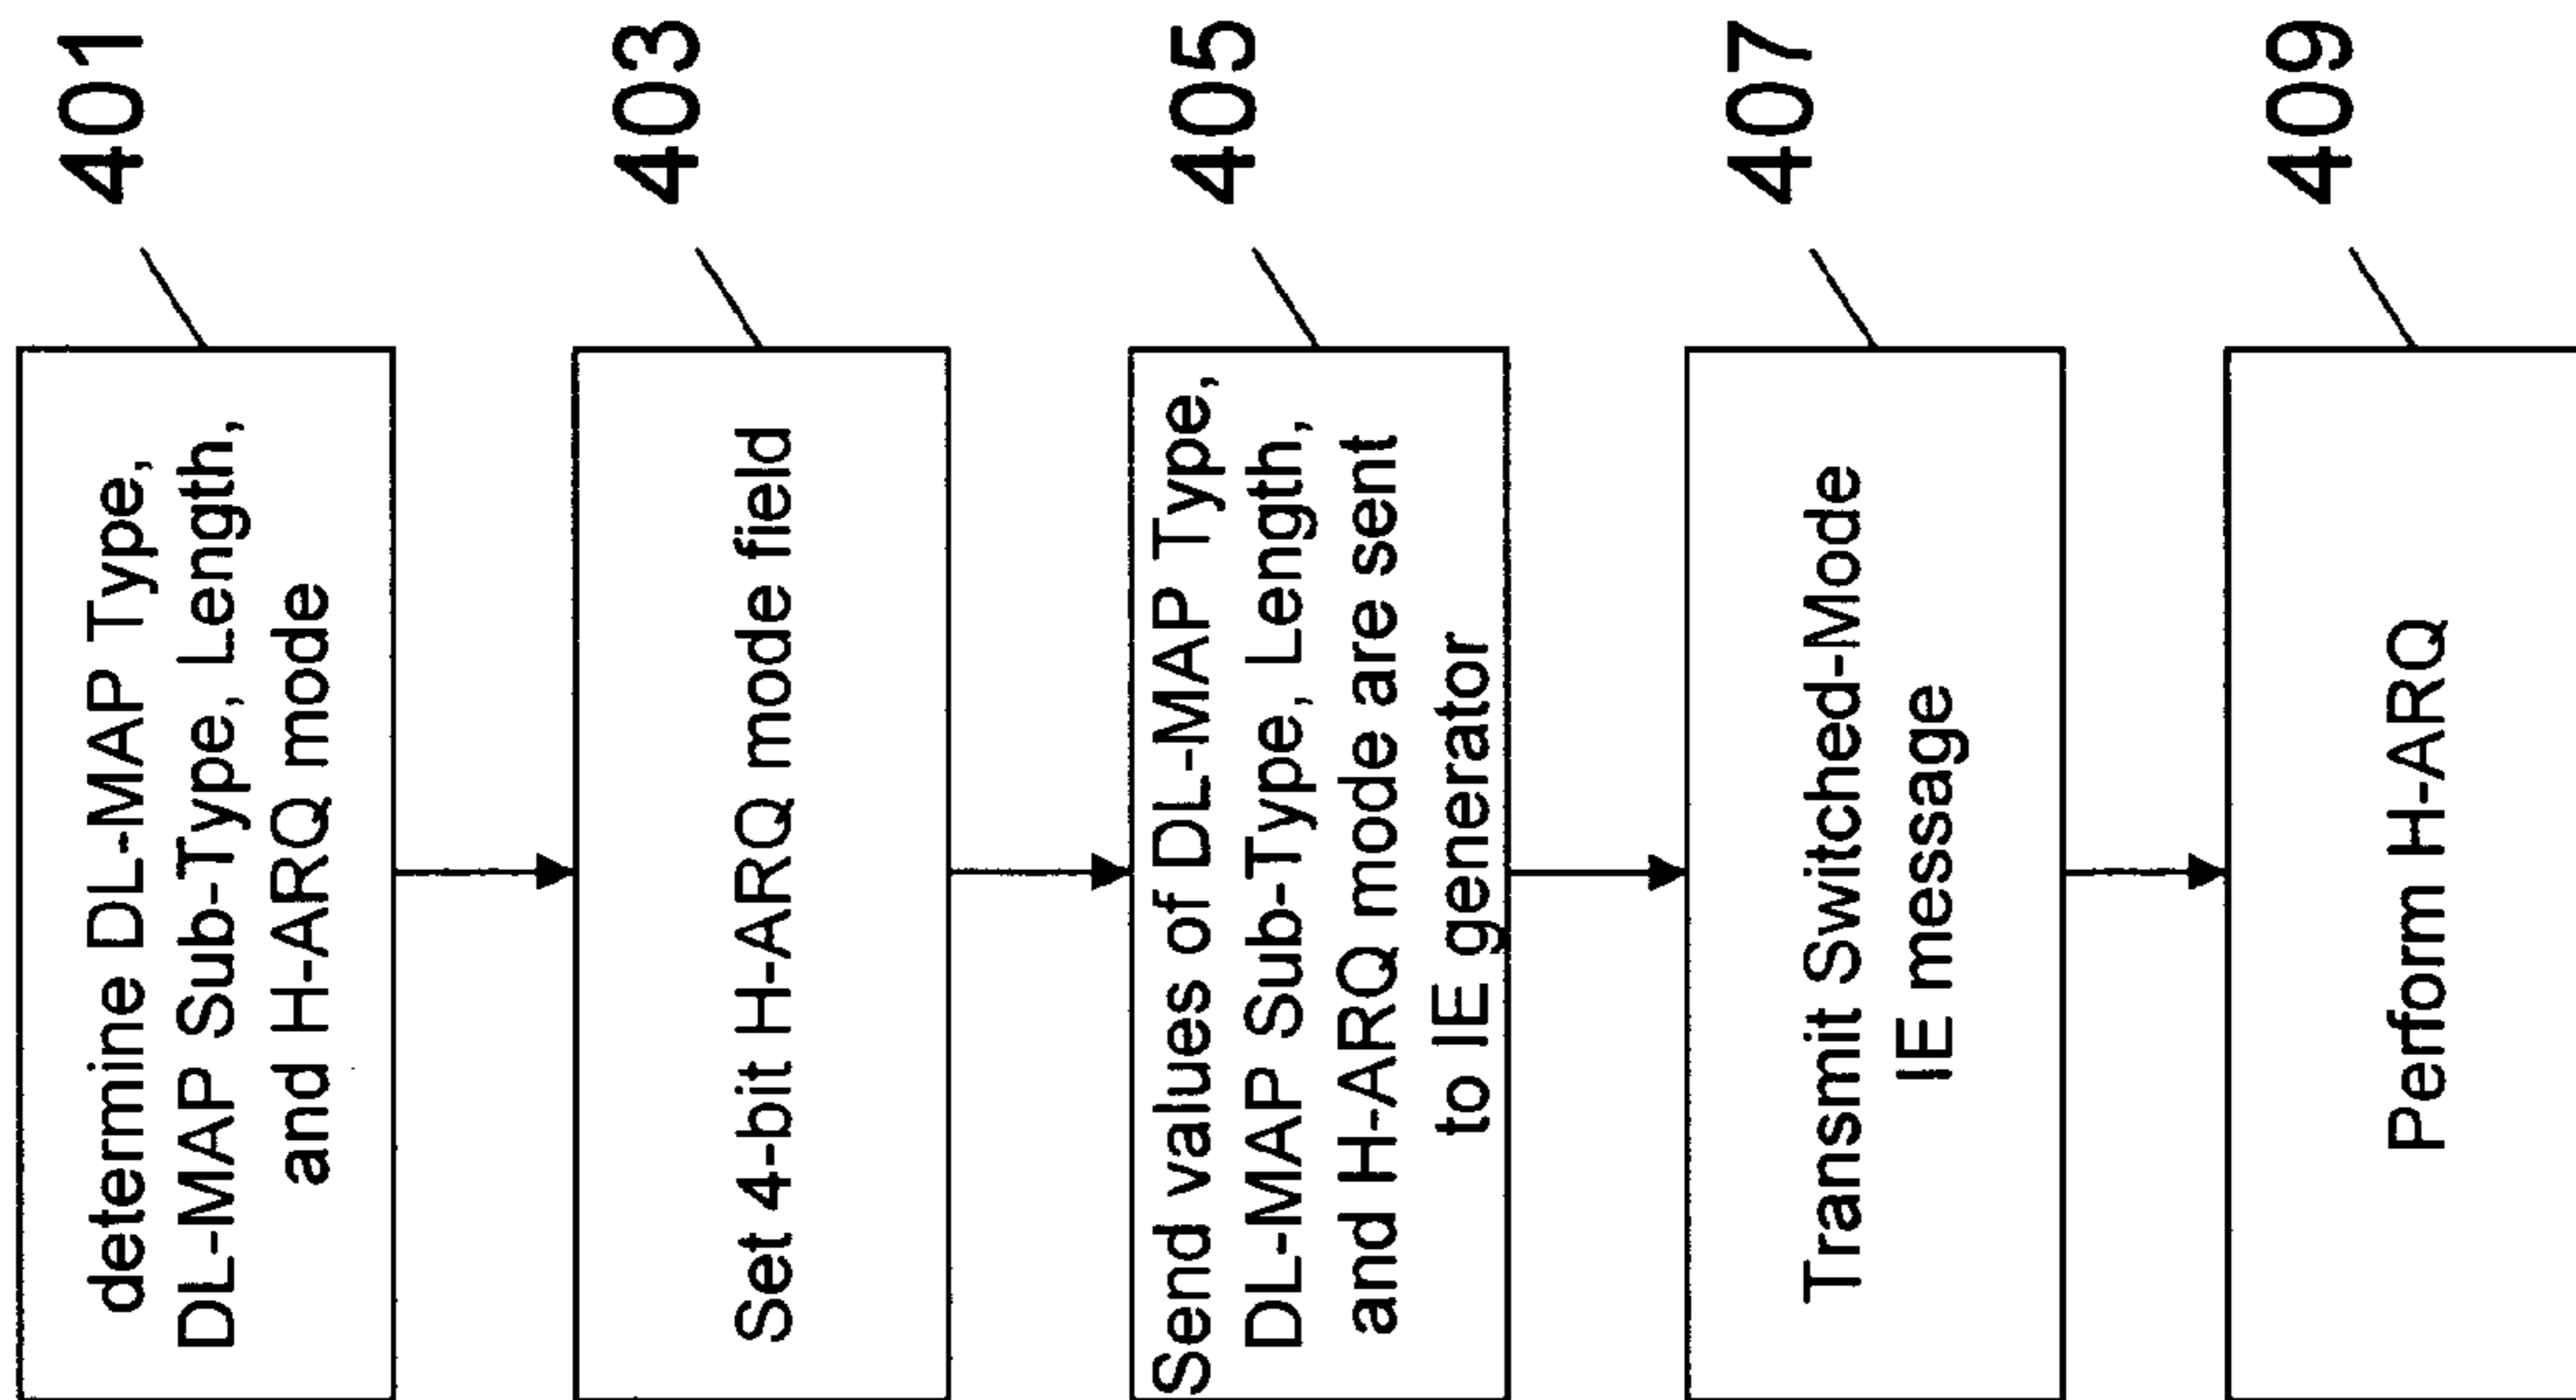 401
determine DL-MAP Type,
DL-MAP Sub-Type, Length,
and H-ARQ mode
403
Set 4-bit H-ARQ mode field
405
Send values of DL-MAP Type,
DL-MAP Sub-Type, Length,
and H-ARQ mode are sent
to IE generator
407
Transmit Switched-Mode
IE message
409
Perform H-ARQ